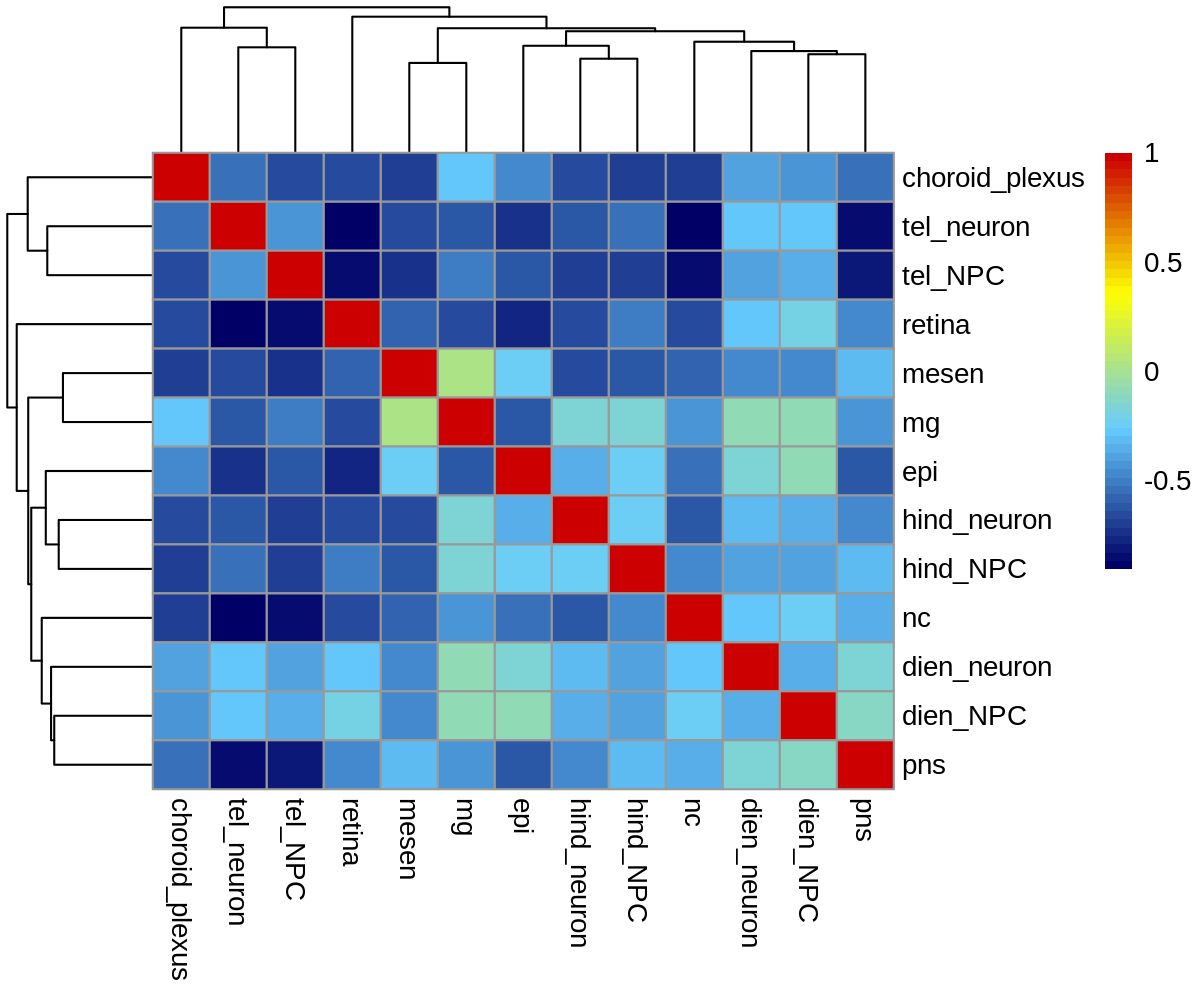 choroid_plexus
tel_neuron
tel_NPC
retina
mesen
mg
epi
hind_neuron
hind_NPC
nc
dien_neuron
dien_NPC
pns
1
0.5
0
-0.5
choroid_plexus
tel_neuron
tel_NPC
retina
mesen
mg
epi
hind_neuron
hind_NPC
nc
dien_neuron
dien_NPC
pns